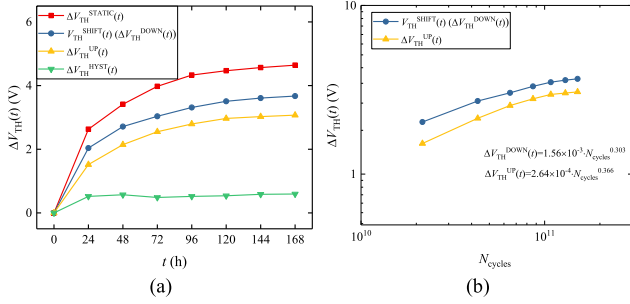 ΔV_TH^STATIC(t)
V_TH^SHIFT(t) (ΔV_TH^DOWN(t))
ΔV_TH^UP(t)
ΔV_TH^HYST(t)
ΔV_TH(t) (V)
6
4
2
0
0 24 48 72 96 120 144 168
t (h)
(a)
V_TH^SHIFT(t) (ΔV_TH^DOWN(t))
ΔV_TH^UP(t)
ΔV_TH(t) (V)
10
1
ΔV_TH^DOWN(t)=1.56×10^-3·N_cycles^0.303
ΔV_TH^UP(t)=2.64×10^-4·N_cycles^0.366
10^10 10^11
N_cycles
(b)